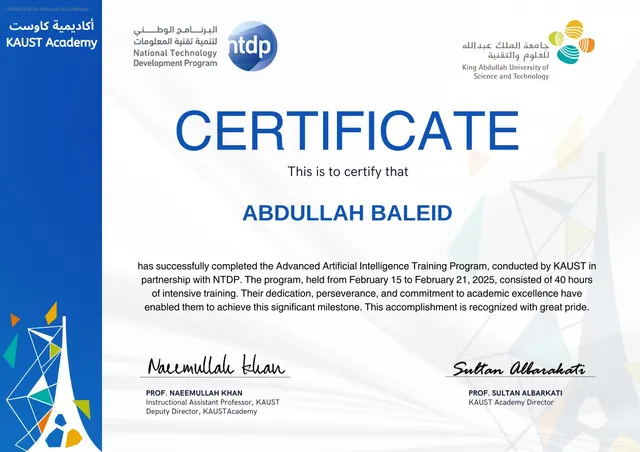 أكاديمية كاوست
KAUST Academy
البرنامج الوطني
لتنمية تقنية المعلومات
National Technology
Development Program
ntdp
جامعة الملك عبدالله
للعلوم والتقنية
King Abdullah University of
Science and Technology
CERTIFICATE
This is to certify that
ABDULLAH BALEID
has successfully completed the Advanced Artificial Intelligence Training Program, conducted by KAUST in
partnership with NTDP. The program, held from February 15 to February 21, 2025, consisted of 40 hours
of intensive training. Their dedication, perseverance, and commitment to academic excellence have
enabled them to achieve this significant milestone. This accomplishment is recognized with great pride.
Naeemullah Khan
PROF. NAEEMULLAH KHAN
Instructional Assistant Professor, KAUST
Deputy Director, KAUSTAcademy
Sultan Albarakati
PROF. SULTAN ALBARKATI
KAUST Academy Director